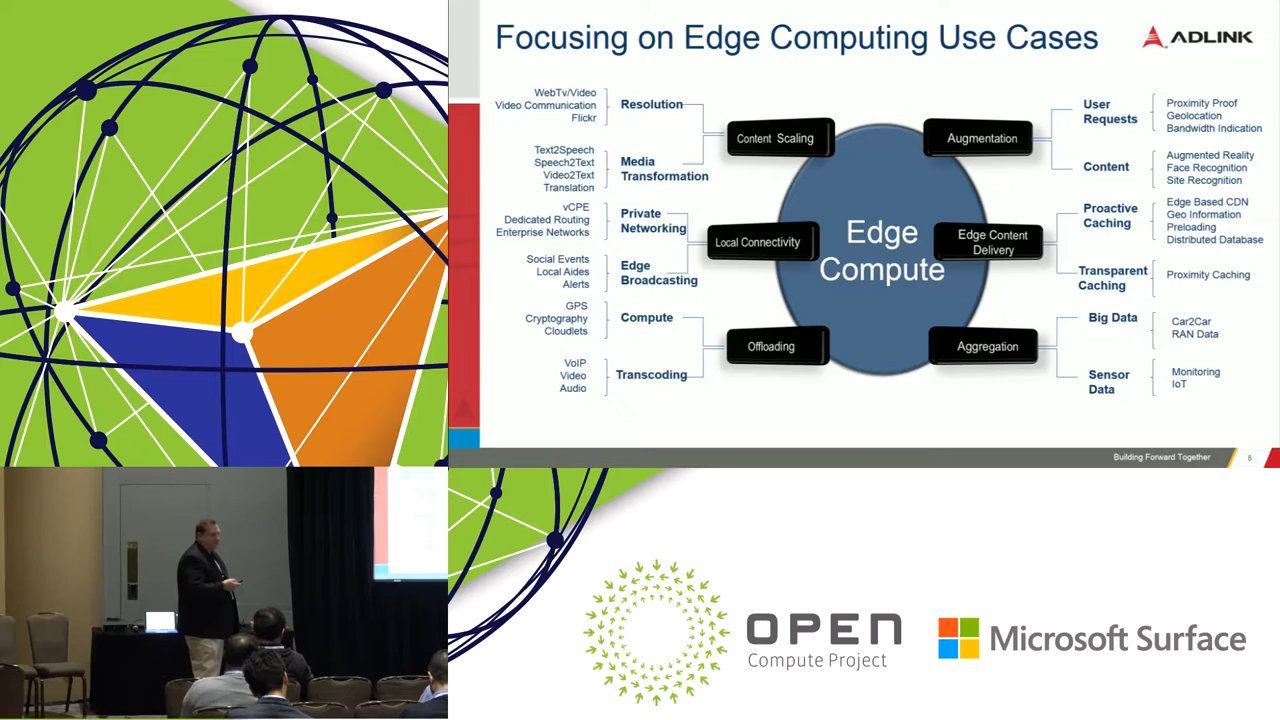 Focusing on Edge Computing Use Cases
ADLINK
WebTv/Video
Video Communication
Flickr
Resolution
Text2Speech
Speech2Text
Video2Text
Translation
Media
Transformation
Content Scaling
vCPE
Dedicated Routing
Enterprise Networks
Private
Networking
Social Events
Local Aides
Alerts
Edge
Broadcasting
Local Connectivity
GPS
Cryptography
Cloudlets
Compute
VoIP
Video
Audio
Transcoding
Offloading
Edge
Compute
Augmentation
User
Requests
Proximity Proof
Geolocation
Bandwidth Indication
Content
Augmented Reality
Face Recognition
Site Recognition
Edge Content
Delivery
Proactive
Caching
Edge Based CDN
Geo Information
Preloading
Distributed Database
Transparent
Caching
Proximity Caching
Aggregation
Big Data
Car2Car
RAN Data
Sensor
Data
Monitoring
IoT
Building Forward Together
8
OPEN
Compute Project
Microsoft Surface